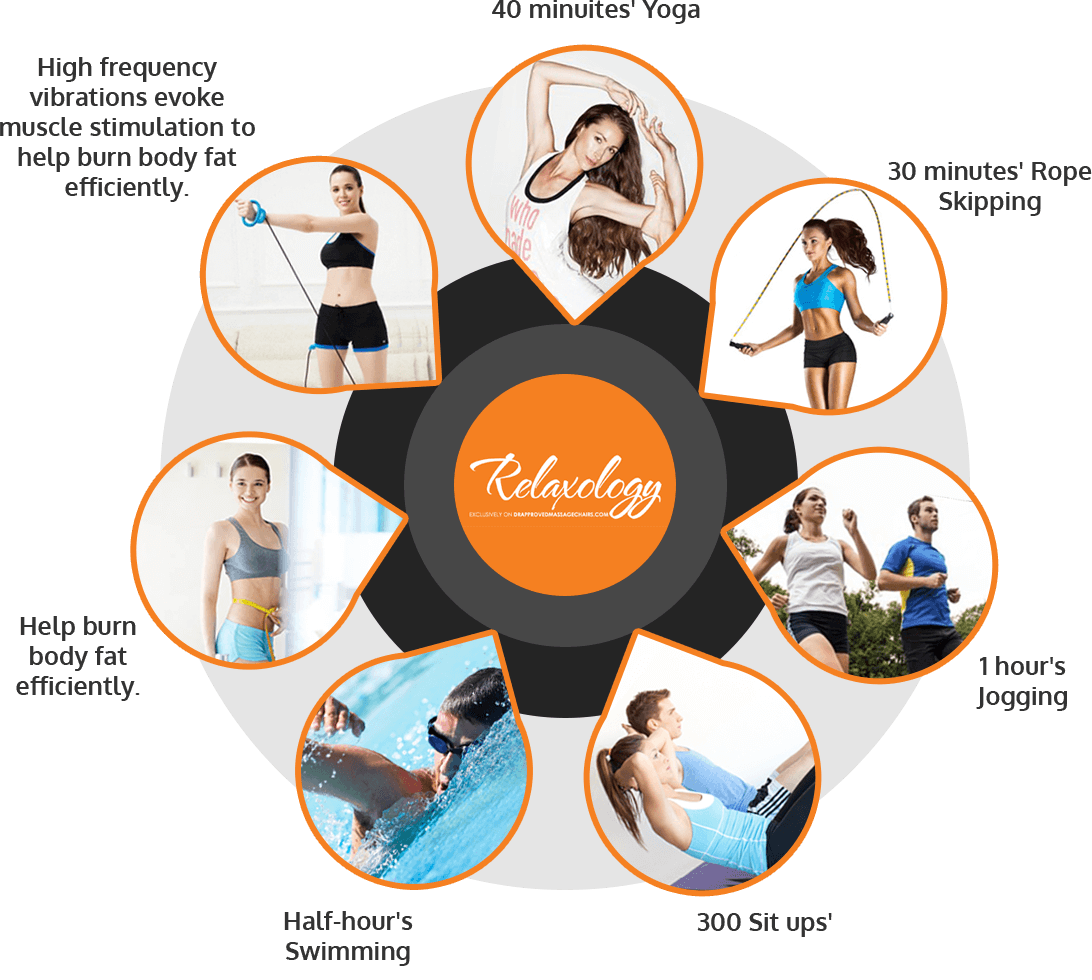 40 minuites' Yoga
High frequency
vibrations evoke
muscle stimulation to
help burn body fat
efficiently.
30 minutes' Rope
Skipping
who
made
Relaxology
EXCLUSIVELY ON DRAPPROVEDMASSAGECHAIRS.COM
Help burn
body fat
efficiently.
1 hour's
Jogging
Half-hour's
Swimming
300 Sit ups'